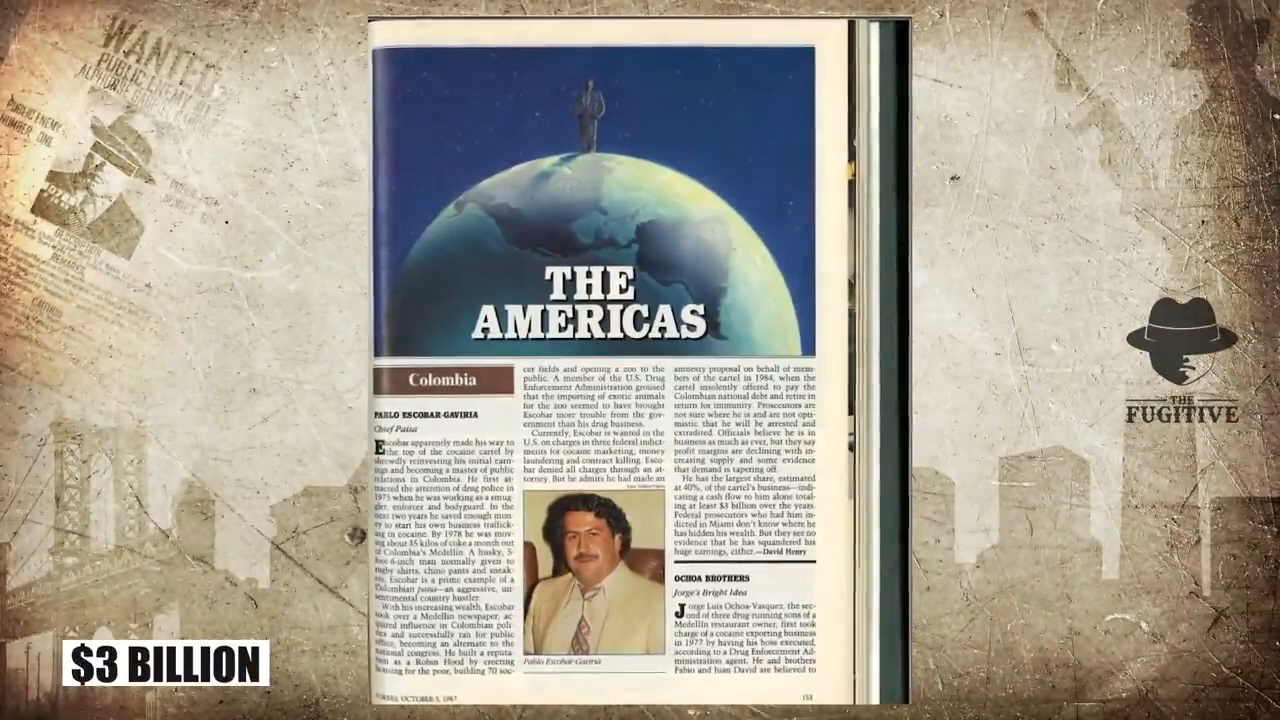 WANTED
PUBLIC ENEMY #1
PUBLIC ENEMY
NUMBER ONE
THE
AMERICAS
Colombia
PABLO ESCOBAR-GAVIRIA
Chief Paisa
Escobar apparently made his way to
the top of the cocaine cartel by
shrewdly reinvesting his initial earn-
ings and becoming a master of public
relations in Colombia. He first at-
tracted the attention of drug police in
1975 when he was working as a smug-
gler, enforcer and bodyguard. In the
next two years he saved enough mon-
ey to start his own business traffick-
ing in cocaine. By 1978 he was mov-
ing about 35 kilos of coke a month out
of Colombia's Medellin. A husky, 5-
foot-6-inch man normally given to
rugby shirts, chino pants and sneak-
ers, Escobar is a prime example of a
Colombian paisa—an aggressive, un-
sentimental country hustler.
With his increasing wealth, Escobar
took over a Medellin newspaper, ac-
quired influence in Colombian poli-
tics and successfully ran for public
office, becoming an alternate to the
national congress. He built a reputa-
tion as a Robin Hood by erecting
housing for the poor, building 70 soc-
cer fields and opening a zoo to the
public. A member of the U.S. Drug
Enforcement Administration groused
that the importing of exotic animals
for the zoo seemed to have brought
Escobar more trouble from the gov-
ernment than his drug business.
Currently, Escobar is wanted in the
U.S. on charges in three federal indict-
ments for cocaine marketing, money
laundering and contract killing. Esco-
bar denied all charges through an at-
torney. But he admits he had made an
Pablo Escobar-Gaviria
amnesty proposal on behalf of mem-
bers of the cartel in 1984, when the
cartel insolently offered to pay the
Colombian national debt and retire in
return for immunity. Prosecutors are
not sure where he is and are not opti-
mistic that he will be arrested and
extradited. Officials believe he is in
business as much as ever, but they say
profit margins are declining with in-
creasing supply and some evidence
that demand is tapering off.
He has the largest share, estimated
at 40%, of the cartel's business—indi-
cating a cash flow to him alone total-
ing at least $3 billion over the years.
Federal prosecutors who had him in-
dicted in Miami don't know where he
has hidden his wealth. But they see no
evidence that he has squandered his
huge earnings, either.—David Henry
OCHOA BROTHERS
Jorge's Bright Idea
Jorge Luis Ochoa-Vasquez, the sec-
ond of three drug-running sons of a
Medellin restaurant owner, first took
charge of a cocaine exporting business
in 1977 by having his boss executed,
according to a Drug Enforcement Ad-
ministration agent. He and brothers
Fabio and Juan David are believed to
FORBES, OCTOBER 5, 1987
153
THE
FUGITIVE
$3 BILLION